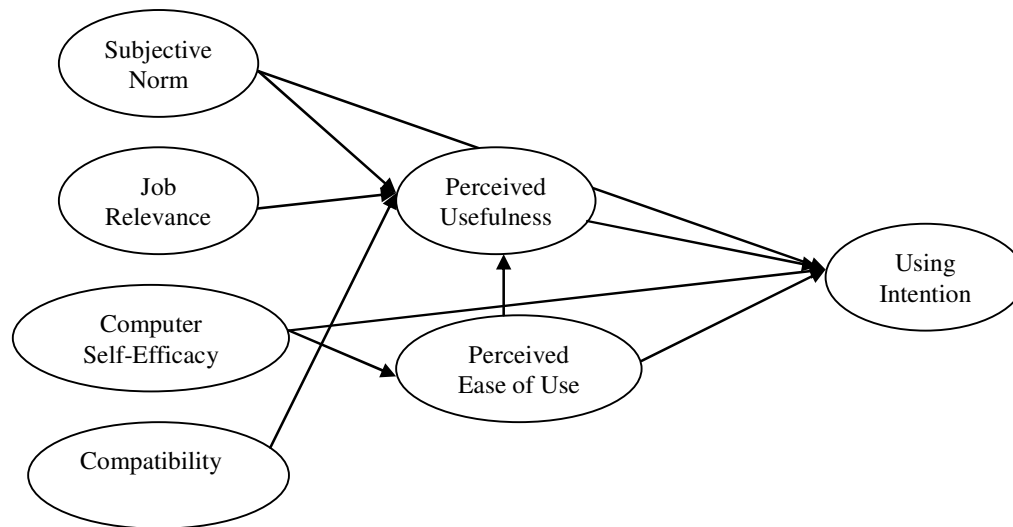 Subjective
Norm
Job
Relevance
Perceived
Usefulness
Using
Intention
Computer
Self-Efficacy
Perceived
Ease of Use
Compatibility